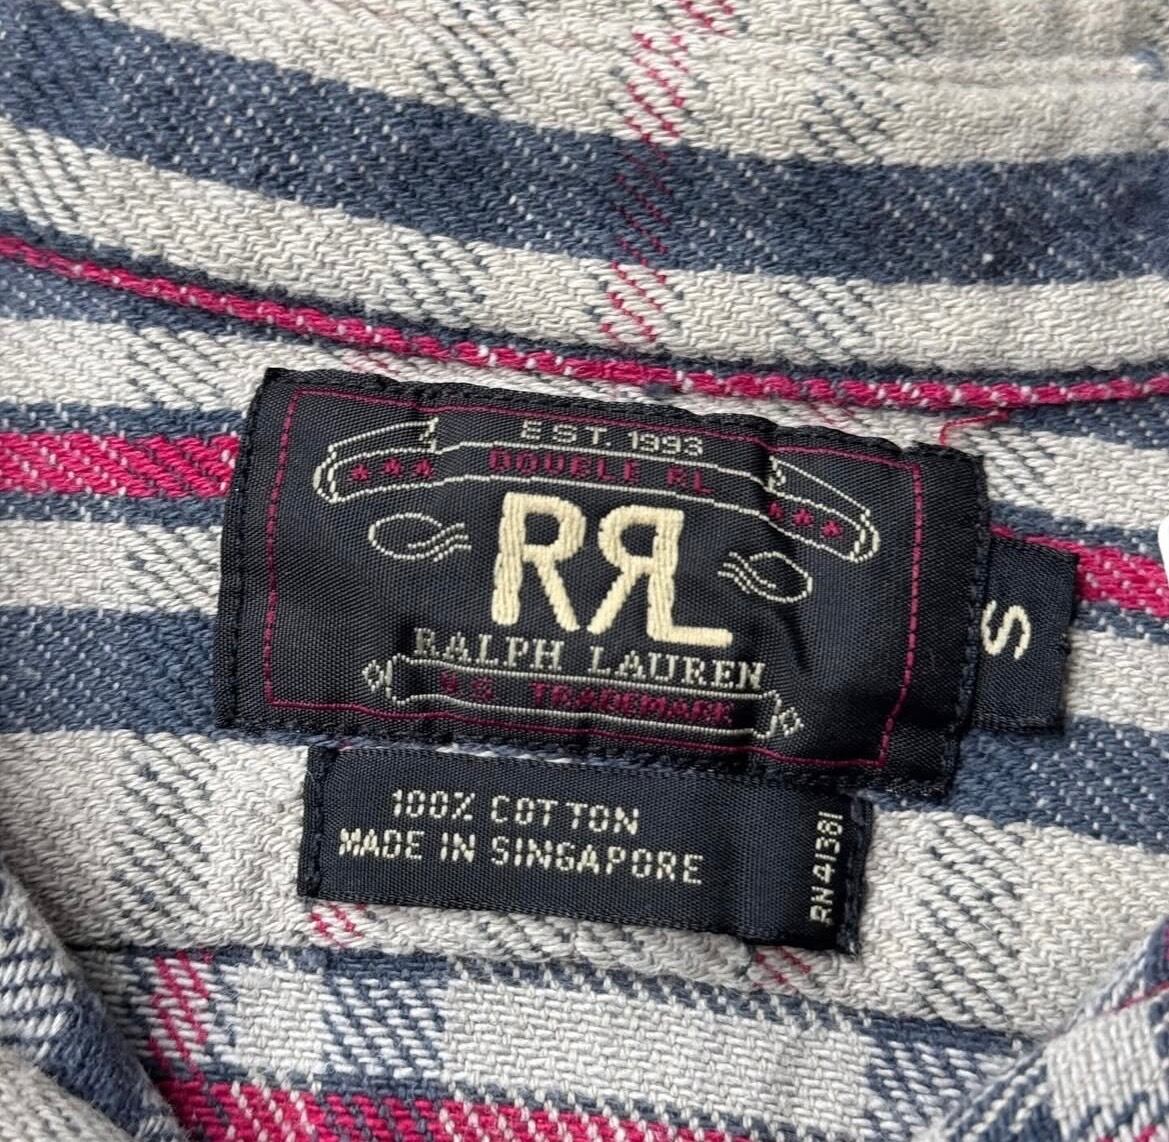 EST. 1993
DOUBLE RL
RRL
RALPH LAUREN
U.S. TRADEMARK
S
100% COTTON
MADE IN SINGAPORE
RN 41381